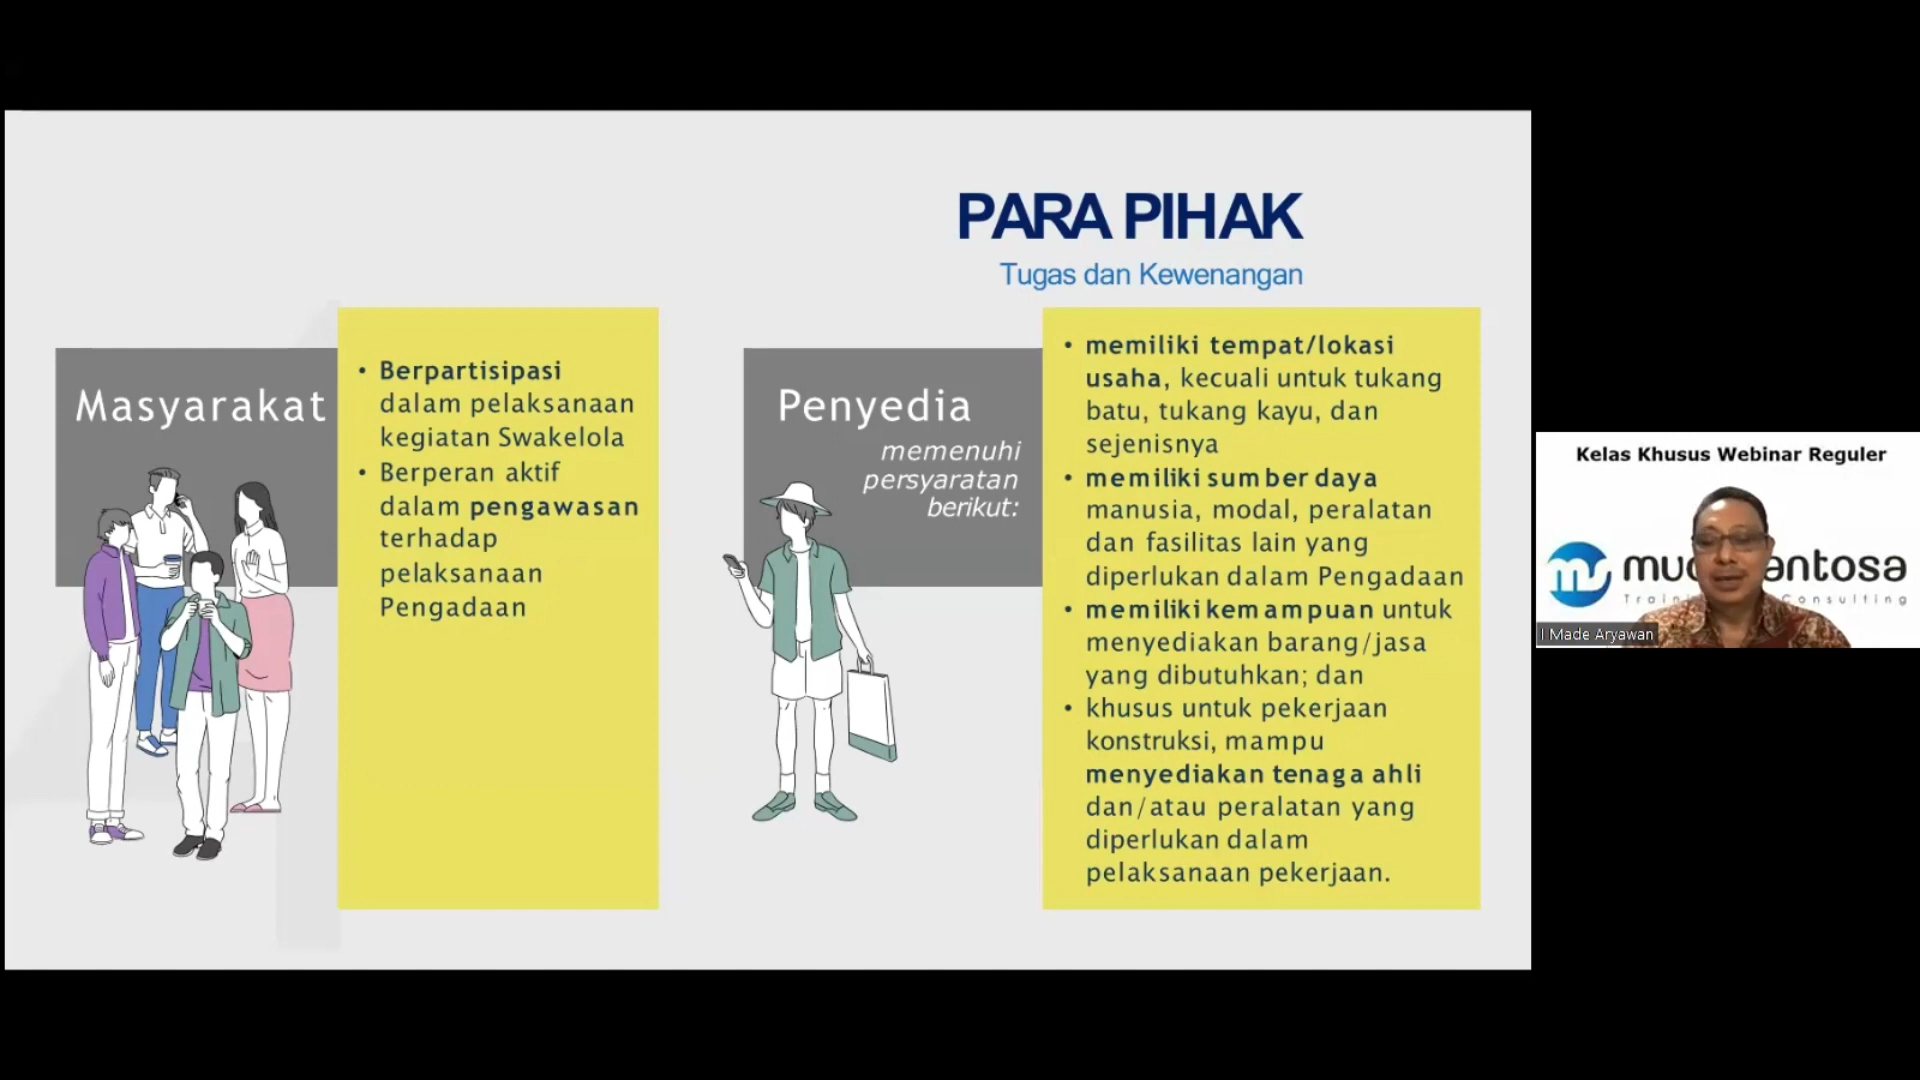 PARA PIHAK
Tugas dan Kewenangan
Masyarakat
• Berpartisipasi
dalam pelaksanaan
kegiatan Swakelola
• Berperan aktif
dalam pengawasan
terhadap
pelaksanaan
Pengadaan
Penyedia
memenuhi
persyaratan
berikut:
• memiliki tempat/lokasi
usaha, kecuali untuk tukang
batu, tukang kayu, dan
sejenisnya
• memiliki sumber daya
manusia, modal, peralatan
dan fasilitas lain yang
diperlukan dalam Pengadaan
• memiliki kemampuan untuk
menyediakan barang/jasa
yang dibutuhkan; dan
• khusus untuk pekerjaan
konstruksi, mampu
menyediakan tenaga ahli
dan/atau peralatan yang
diperlukan dalam
pelaksanaan pekerjaan.
Kelas Khusus Webinar Reguler
I Made Aryawan